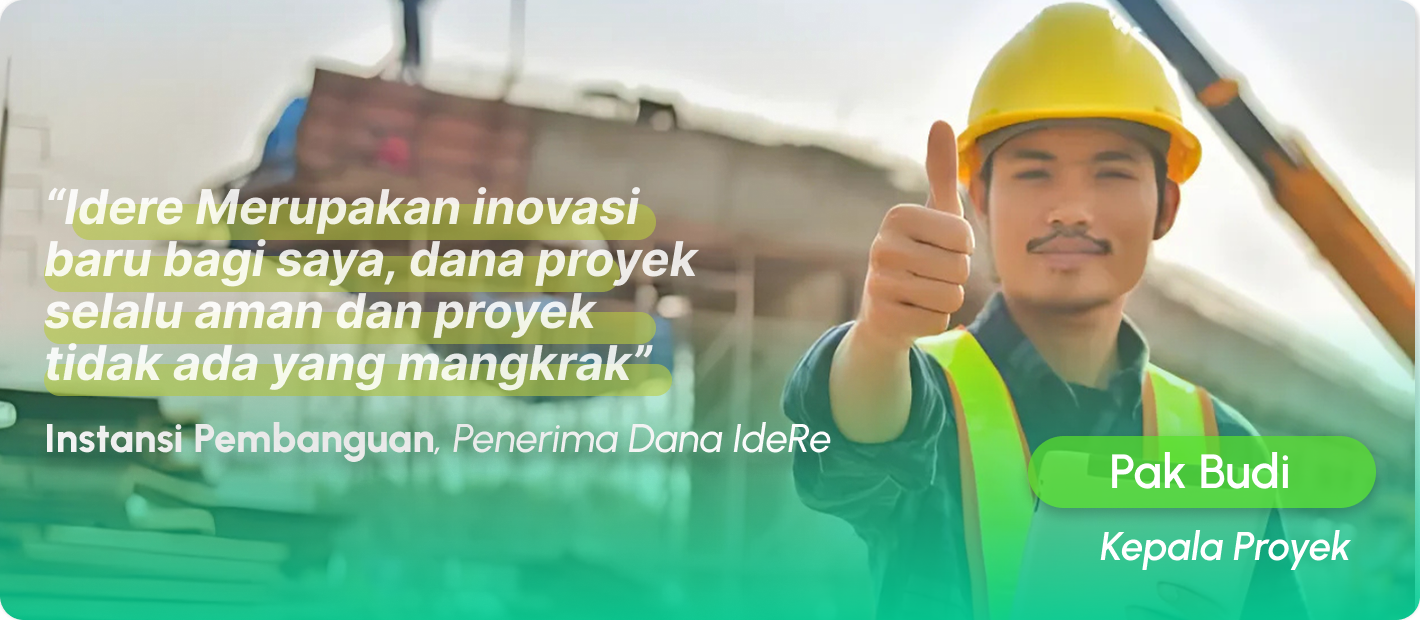 “Idere Merupakan inovasi
baru bagi saya, dana proyek
selalu aman dan proyek
tidak ada yang mangkrak”
Instansi Pembanguan, Penerima Dana IdeRe
Pak Budi
Kepala Proyek